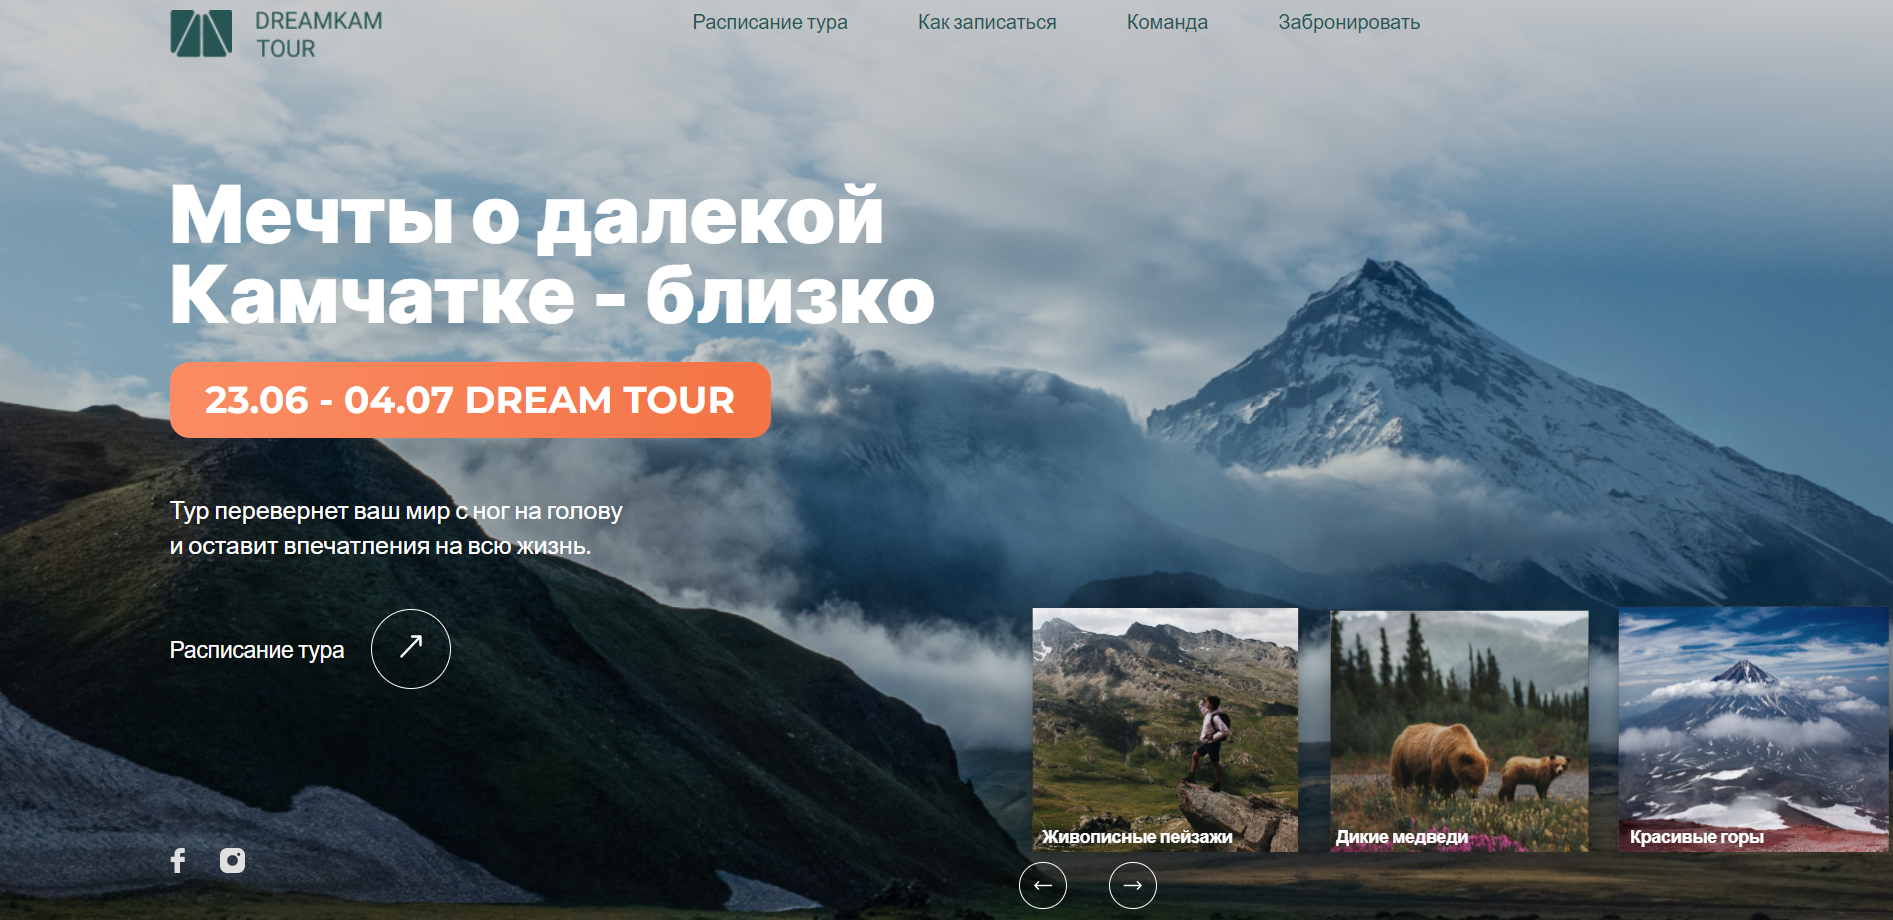 DREAMKAM
TOUR
Расписание тура
Как записаться
Команда
Забронировать
Мечты о далекой
Камчатке - близко
23.06 - 04.07 DREAM TOUR
Тур перевернет ваш мир с ног на голову
и оставит впечатления на всю жизнь.
Расписание тура
Живописные пейзажи
Дикие медведи
Красивые горы